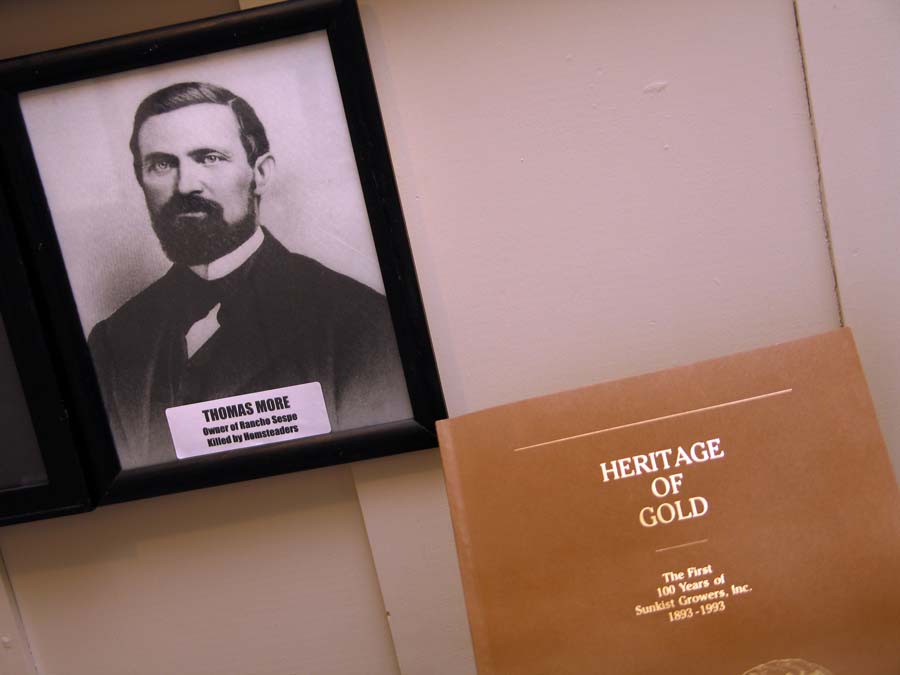 THOMAS MORE
Owner of Rancho Sespe
Killed by Homsteaders
HERITAGE
OF
GOLD
The First
100 Years of
Sunkist Growers, Inc.
1893-1993